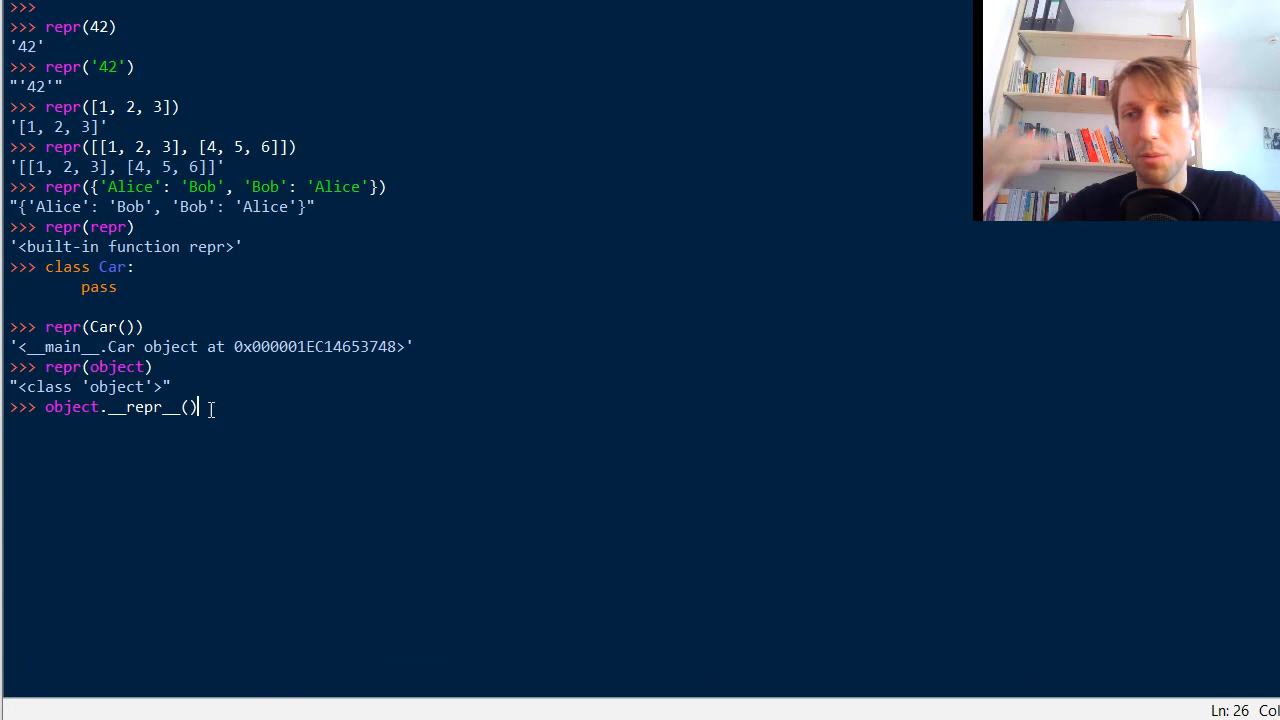 >>>
>>> repr(42)
'42'
>>> repr('42')
"'42'"
>>> repr([1, 2, 3])
'[1, 2, 3]'
>>> repr([[1, 2, 3], [4, 5, 6]])
'[[1, 2, 3], [4, 5, 6]]'
>>> repr({'Alice': 'Bob', 'Bob': 'Alice'})
"{'Alice': 'Bob', 'Bob': 'Alice'}"
>>> repr(repr)
'<built-in function repr>'
>>> class Car:
        pass
>>> repr(Car())
'<__main__.Car object at 0x000001EC14653748>'
>>> repr(object)
"<class 'object'>"
>>> object.__repr__()
Ln: 26 Col